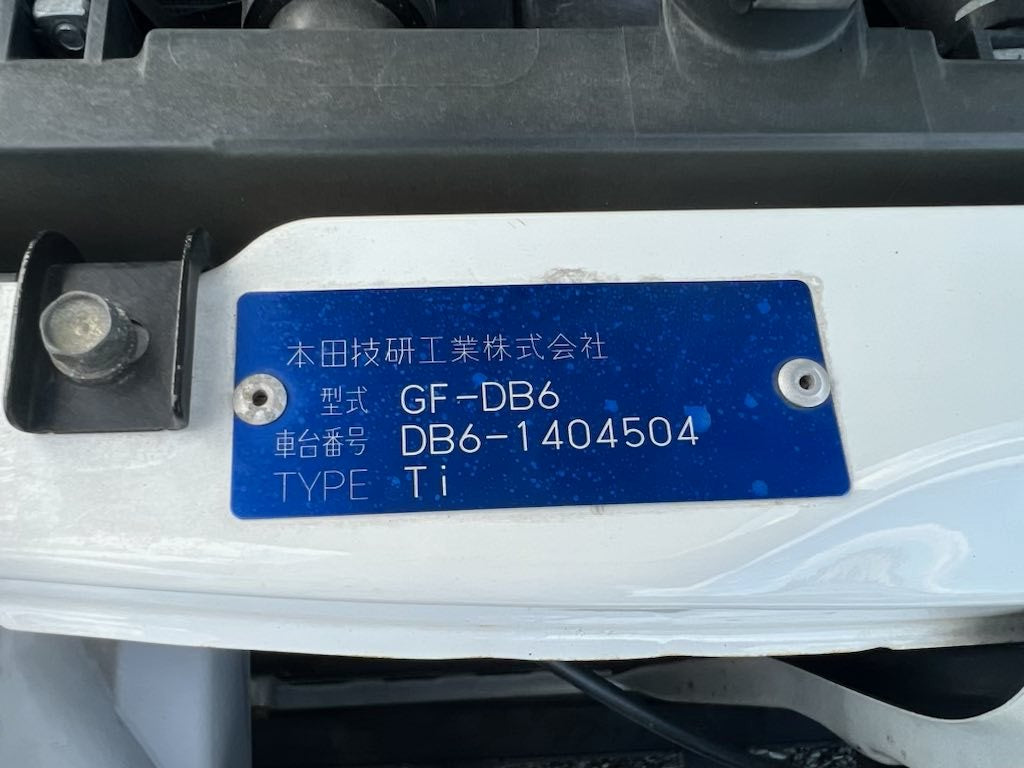 本田技研工業株式会社
型式 GF-DB6
車台番号 DB6-1404504
TYPE Ti